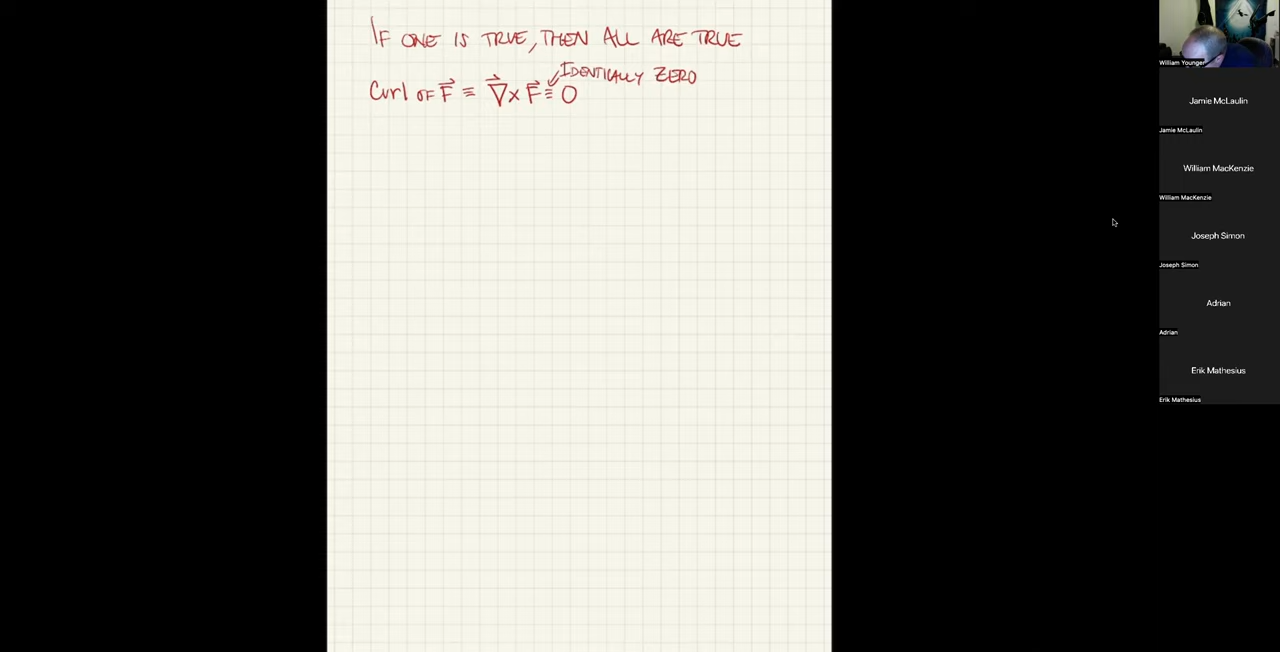 IF ONE IS TRUE, THEN ALL ARE TRUE
IDENTICALLY ZERO
Curl OF F⃗ ≡ ∇⃗ × F⃗ ≡ 0
William Younger
Jamie McLaulin
Jamie McLaulin
William MacKenzie
William MacKenzie
Joseph Simon
Joseph Simon
Adrian
Adrian
Erik Mathesius
Erik Mathesius